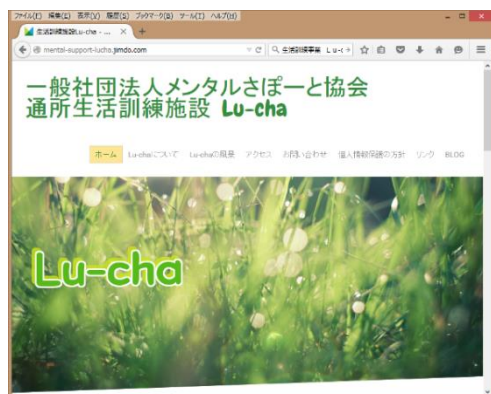 ファイル(F) 編集(E) 表示(V) 履歴(S) ブックマーク(B) ツール(T) ヘルプ(H)
mental-support-lucha.jimdo.com
一般社団法人メンタルさぽーと協会
通所生活訓練施設 Lu-cha
ホーム Lu-chaについて Lu-chaの風景 アクセス お問い合わせ 個人情報保護の方針 リンク BLOG
Lu-cha